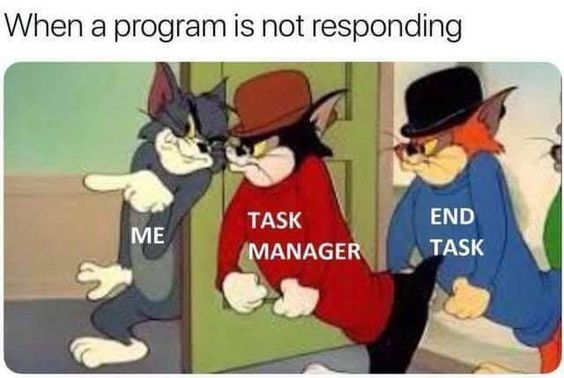 When a program is not responding
ME
TASK
MANAGER
END
TASK